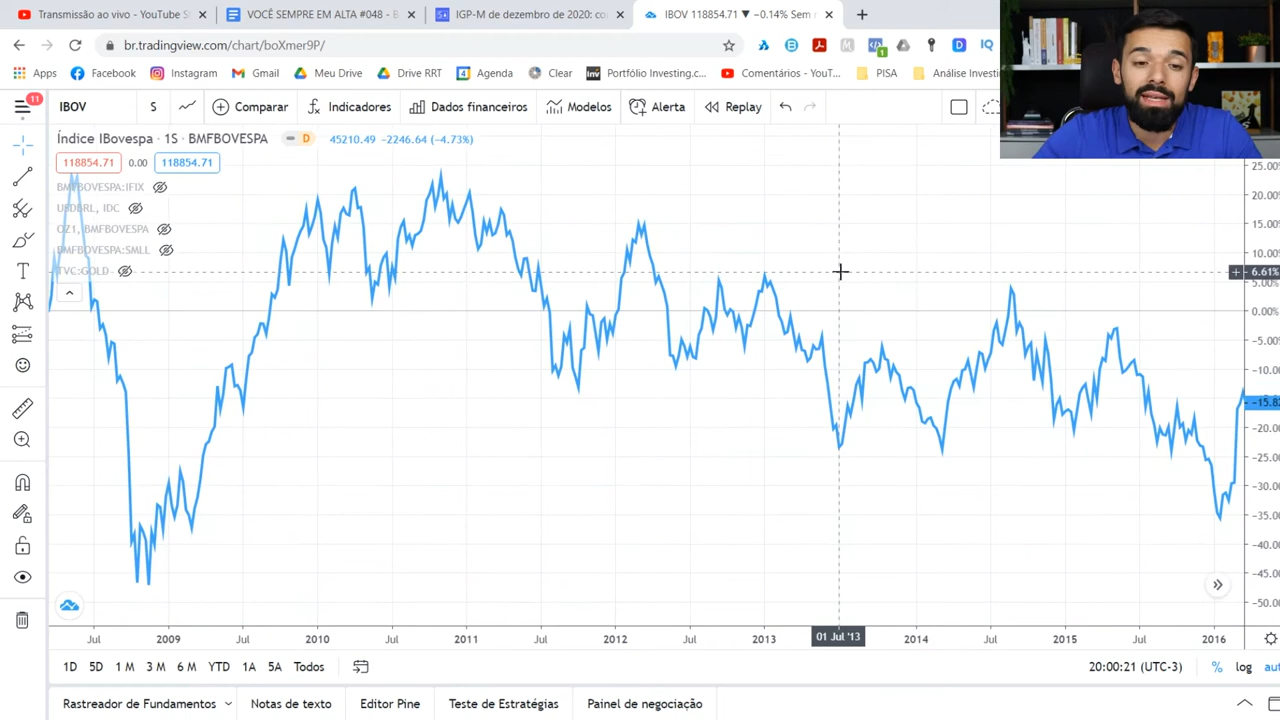 Transmissão ao vivo - YouTube S
VOCÊ SEMPRE EM ALTA #048 - B
IGP-M de dezembro de 2020: co
IBOV 118854.71 ▼ −0.14% Sem n
br.tradingview.com/chart/boXmer9P/
Apps
Facebook
Instagram
Gmail
Meu Drive
Drive RRT
Agenda
Clear
Portfólio Investing.c...
Comentários - YouT...
PISA
Análise Investi
11
IBOV
$
Comparar
Indicadores
Dados financeiros
Modelos
Alerta
Replay
Índice IBovespa · 1S · BMFBOVESPA
D
45210.49 −2246.64 (−4.73%)
118854.71 0.00 118854.71
BMFBOVESPA:IFIX
OZ1, BMFBOVESPA
BMFBOVESPA:SMLL
TVC:GOLD
25.00%
20.00%
15.00%
10.00%
6.61%
5.00%
0.00%
−5.00%
−10.00
−15.82
−20.00
−25.00
−30.00
−35.00
−40.00
−45.00
−50.00
Jul 2009 Jul 2010 Jul 2011 Jul 2012 Jul 2013 01 Jul '13 2014 Jul 2015 Jul 2016
1D 5D 1 M 3 M 6 M YTD 1A 5A Todos
20:00:21 (UTC-3) % log aut
Rastreador de Fundamentos
Notas de texto
Editor Pine
Teste de Estratégias
Painel de negociação